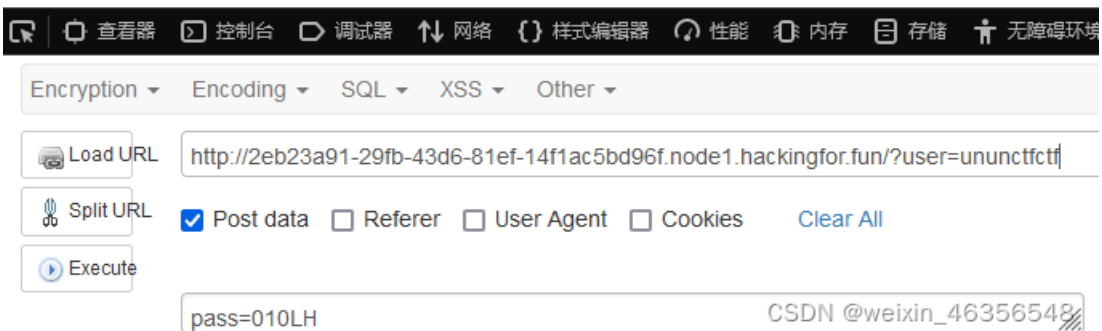 查看器 控制台 调试器 网络 {} 样式编辑器 性能 内存 存储 无障碍环境
Encryption Encoding SQL XSS Other
Load URL http://2eb23a91-29fb-43d6-81ef-14f1ac5bd96f.node1.hackingfor.fun/?user=ununctfctf
Split URL Post data Referer User Agent Cookies Clear All
Execute
pass=010LH CSDN @weixin_46356548